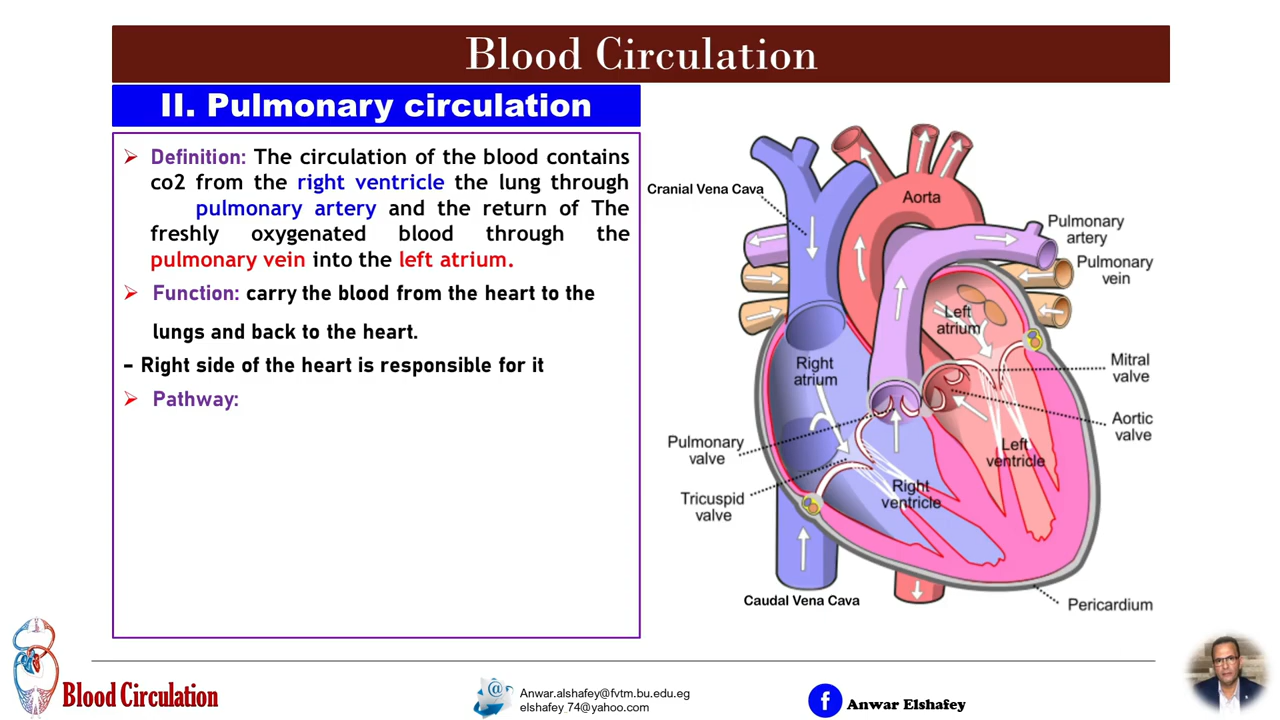 Blood Circulation
II. Pulmonary circulation
Definition: The circulation of the blood contains
co2 from the right ventricle the lung through
pulmonary artery and the return of The
freshly oxygenated blood through the
pulmonary vein into the left atrium.
Function: carry the blood from the heart to the
lungs and back to the heart.
- Right side of the heart is responsible for it
Pathway:
Cranial Vena Cava
Aorta
Pulmonary
artery
Pulmonary
vein
Left
atrium
Right
atrium
Mitral
valve
Aortic
valve
Pulmonary
valve
Left
ventricle
Tricuspid
valve
Right
ventricle
Caudal Vena Cava
Pericardium
Blood Circulation
Anwar.alshafey@fvtm.bu.edu.eg
elshafey_74@yahoo.com
f
Anwar Elshafey